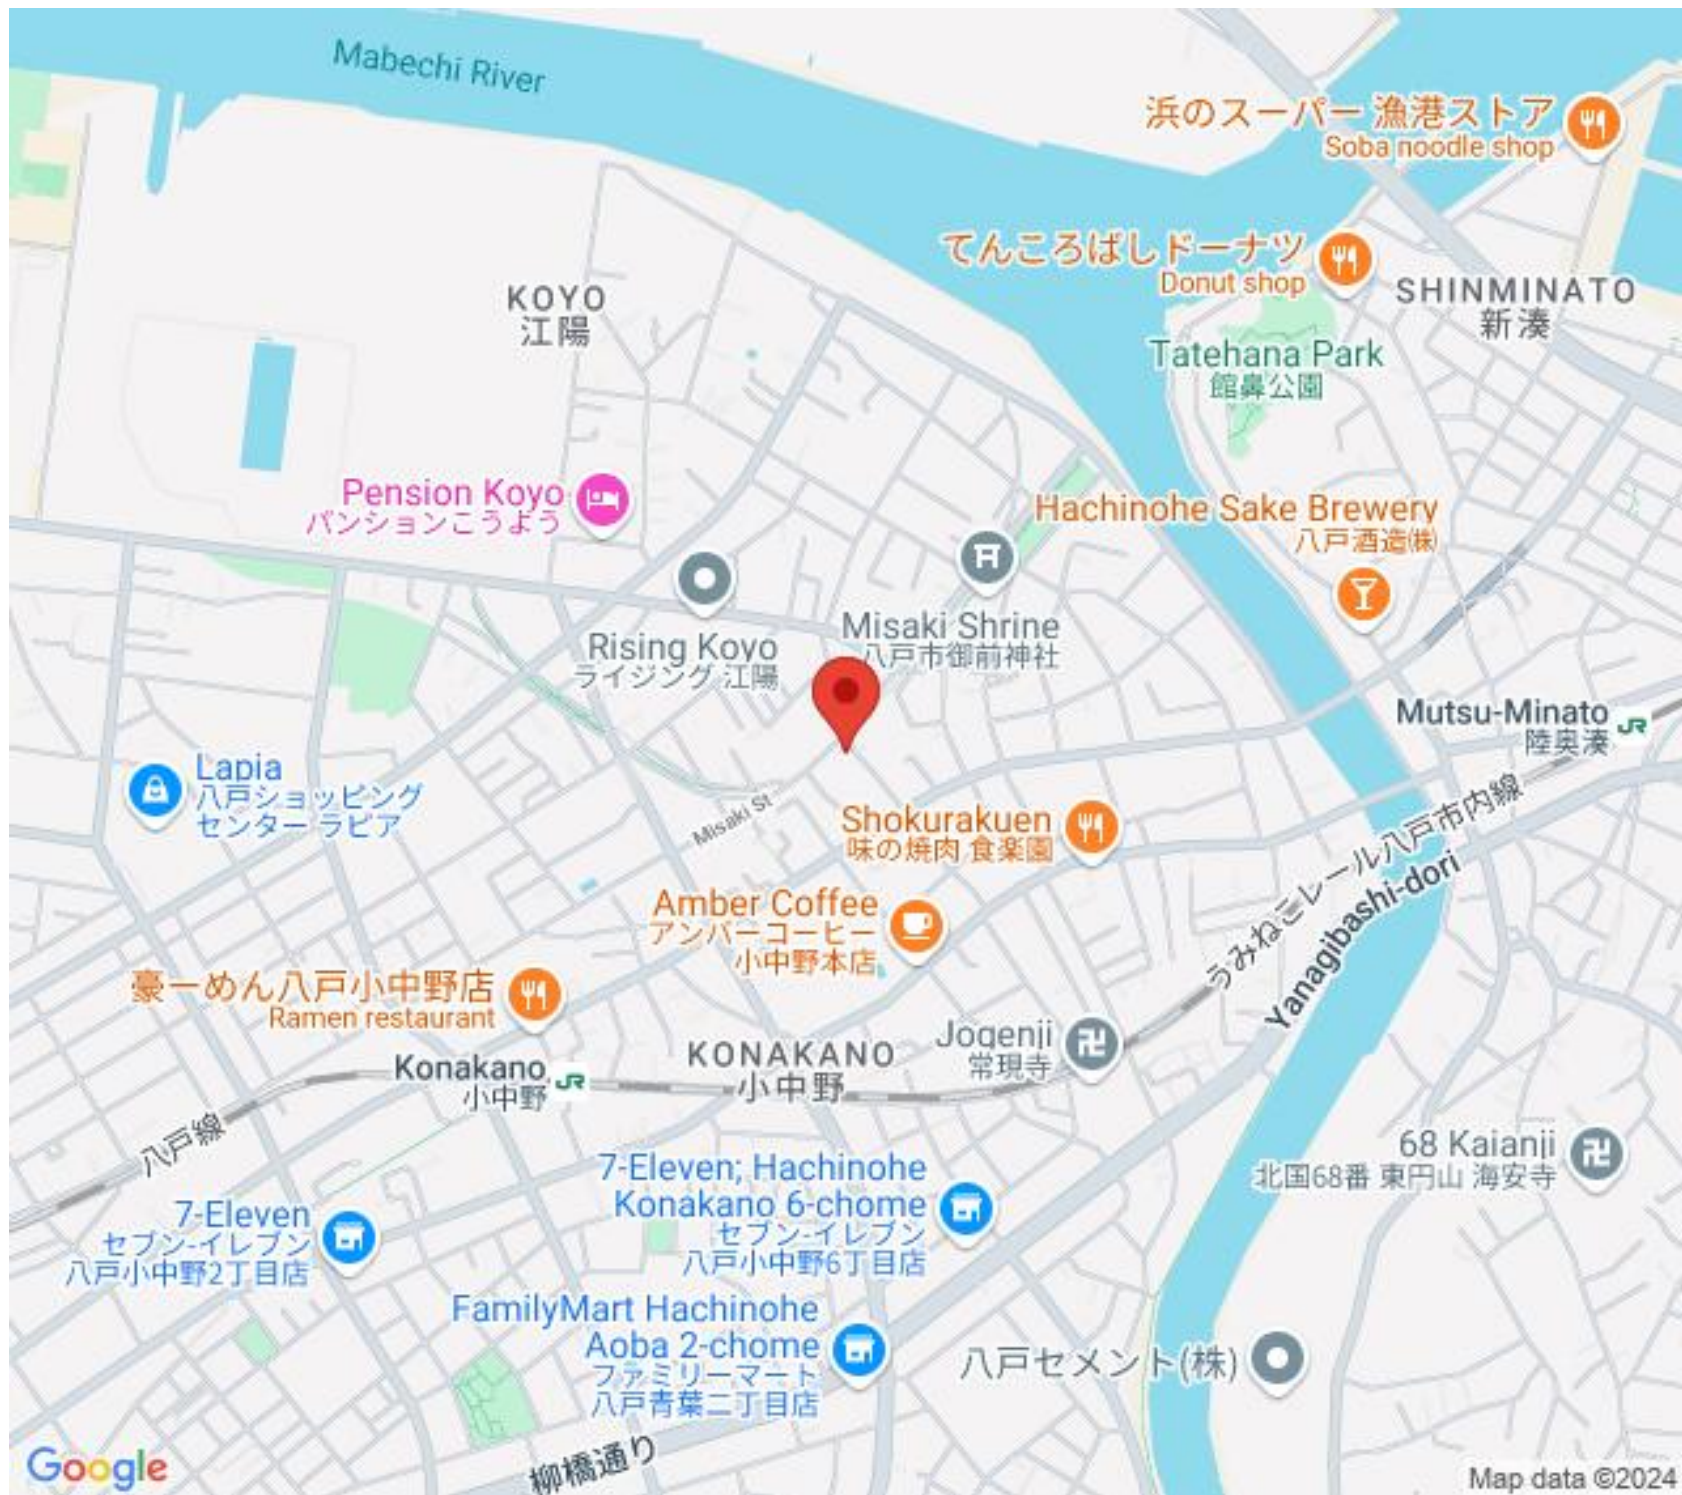 Mabechi River
浜のスーパー 漁港ストア
Soba noodle shop
てんころばしドーナツ
Donut shop
KOYO
江陽
SHINMINATO
新湊
Tatehana Park
館鼻公園
Pension Koyo
パンションこうよう
Hachinohe Sake Brewery
八戸酒造㈱
Rising Koyo
ライジング 江陽
Misaki Shrine
八戸市御前神社
Mutsu-Minato
陸奥湊
JR
Lapia
八戸ショッピング
センター ラピア
Misaki St
Shokurakuen
味の焼肉 食楽園
うみねこレール八戸市内線
Yanagibashi-dori
Amber Coffee
アンバーコーヒー
小中野本店
豪ーめん八戸小中野店
Ramen restaurant
Jogenji
常現寺
KONAKANO
小中野
Konakano
小中野
JR
八戸線
68 Kaianji
北国68番 東円山 海安寺
7-Eleven; Hachinohe
Konakano 6-chome
セブン-イレブン
八戸小中野6丁目店
7-Eleven
セブン-イレブン
八戸小中野2丁目店
FamilyMart Hachinohe
Aoba 2-chome
ファミリーマート
八戸青葉二丁目店
八戸セメント(株)
柳橋通り
Google
Map data ©2024